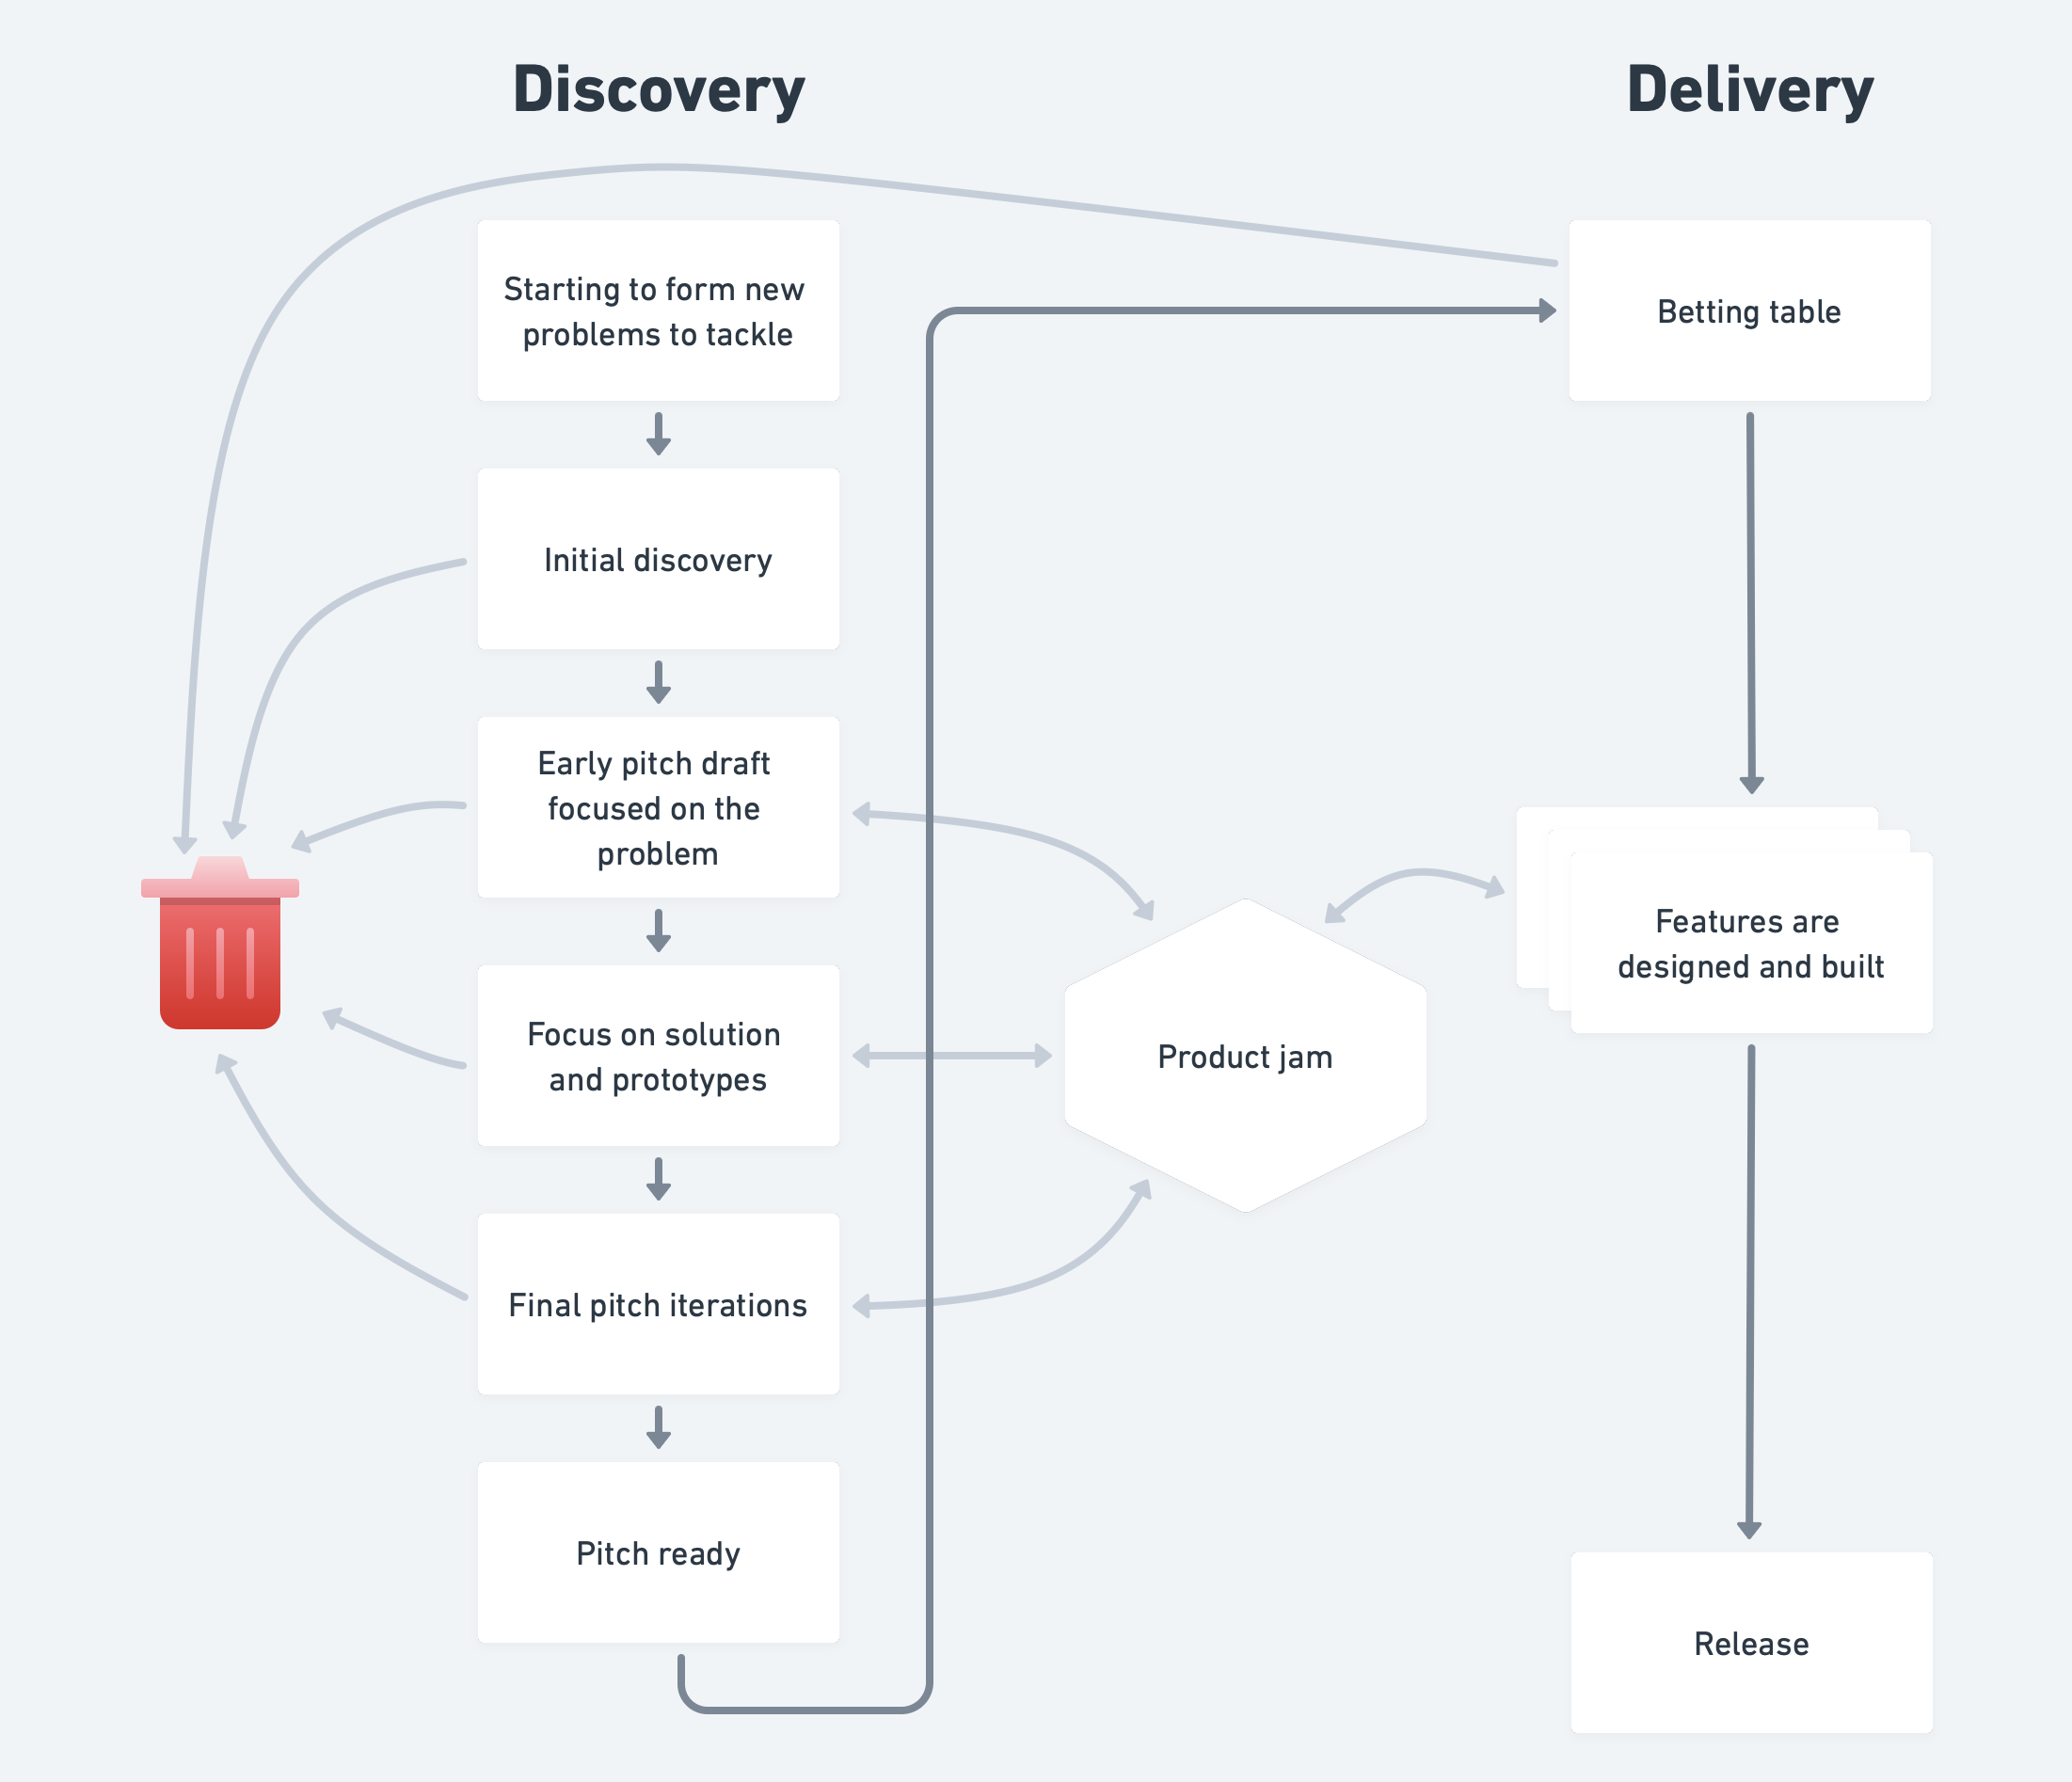 Discovery
Delivery
Starting to form new
problems to tackle
Initial discovery
Early pitch draft
focused on the
problem
Focus on solution
and prototypes
Final pitch iterations
Pitch ready
Product jam
Betting table
Features are
designed and built
Release